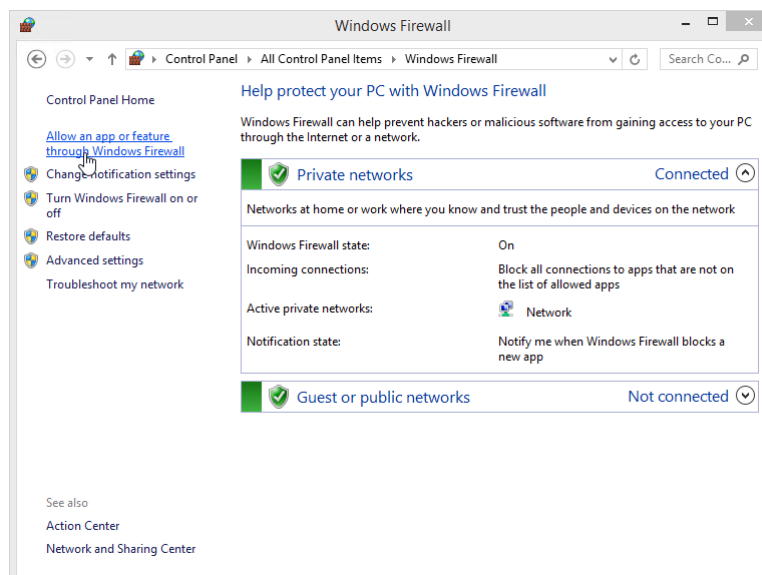 Windows Firewall
Control Panel All Control Panel Items Windows Firewall
Search Co...
Control Panel Home
Allow an app or feature
through Windows Firewall
Change notification settings
Turn Windows Firewall on or
off
Restore defaults
Advanced settings
Troubleshoot my network
See also
Action Center
Network and Sharing Center
Help protect your PC with Windows Firewall
Windows Firewall can help prevent hackers or malicious software from gaining access to your PC
through the Internet or a network.
Private networks Connected
Networks at home or work where you know and trust the people and devices on the network
Windows Firewall state: On
Incoming connections: Block all connections to apps that are not on
the list of allowed apps
Active private networks: Network
Notification state: Notify me when Windows Firewall blocks a
new app
Guest or public networks Not connected